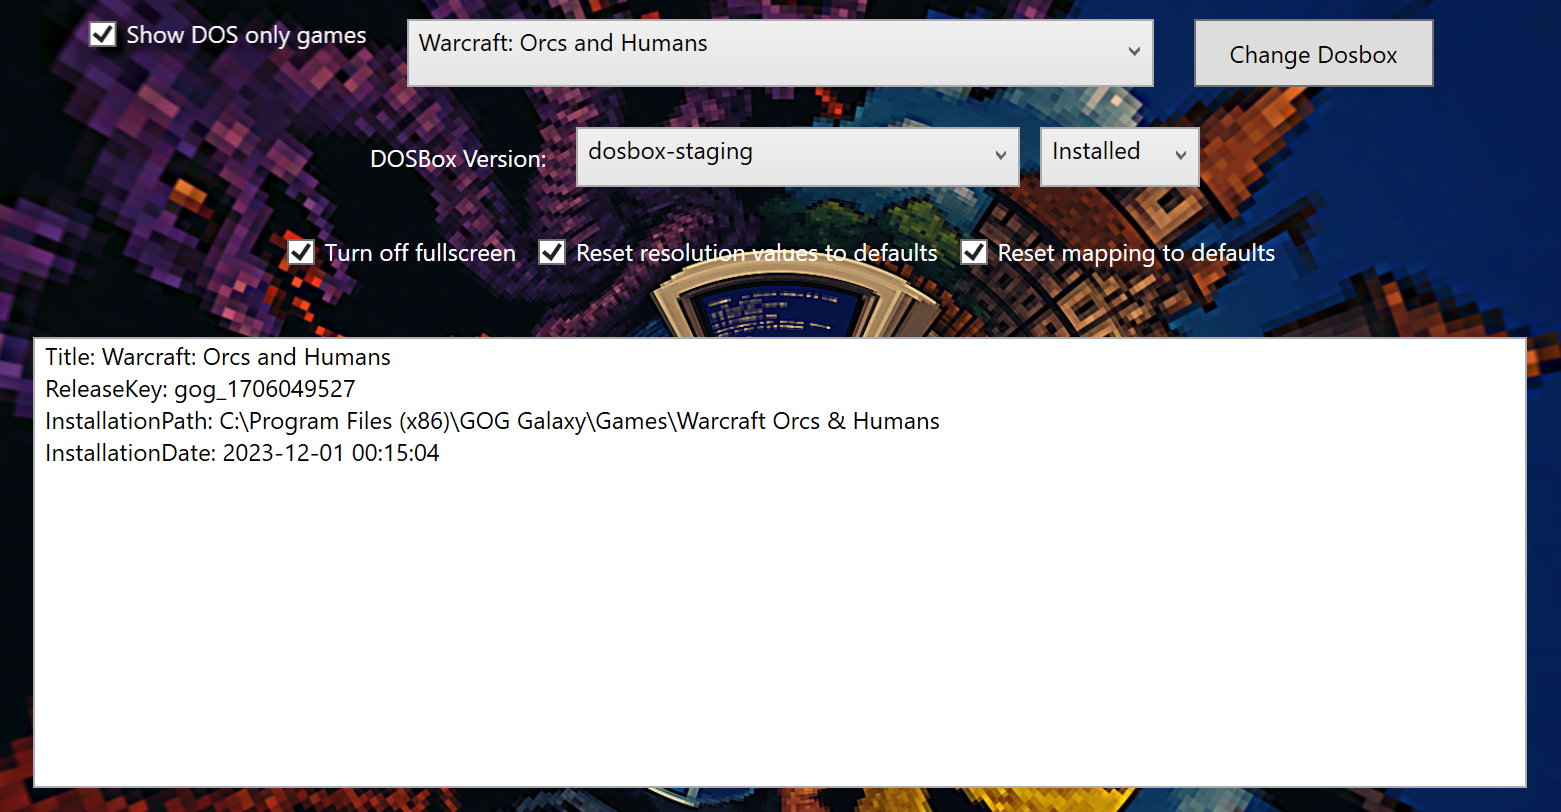 Show DOS only games
Warcraft: Orcs and Humans
Change Dosbox
DOSBox Version:
dosbox-staging
Installed
Turn off fullscreen
Reset resolution values to defaults
Reset mapping to defaults
Title: Warcraft: Orcs and Humans
ReleaseKey: gog_1706049527
InstallationPath: C:\Program Files (x86)\GOG Galaxy\Games\Warcraft Orcs & Humans
InstallationDate: 2023-12-01 00:15:04